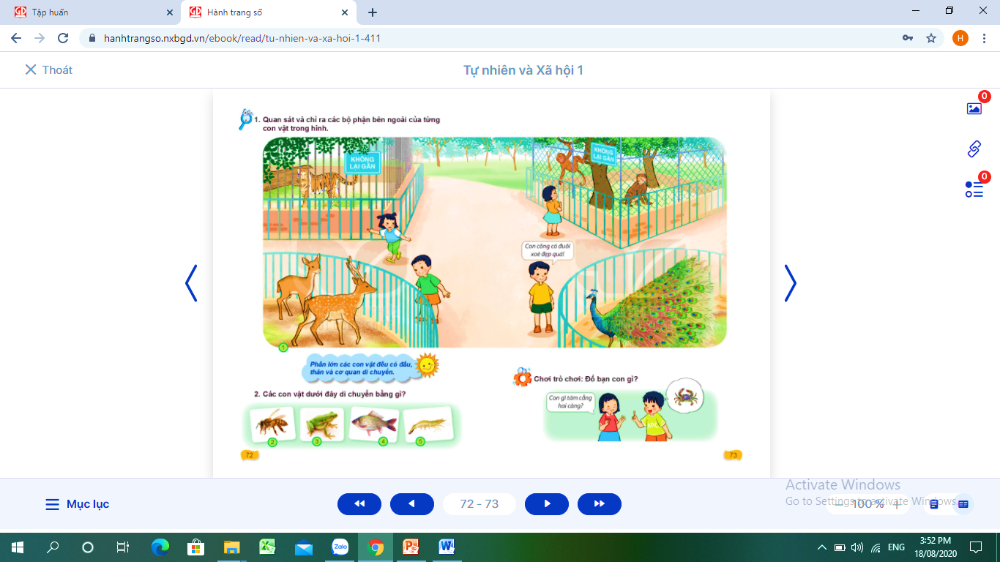 Tập huấn
Hành trang số
hanhtrangso.nxbgd.vn/ebook/read/tu-nhien-va-xa-hoi-1-411
H
Thoát
Tự nhiên và Xã hội 1
0
0
1. Quan sát và chỉ ra các bộ phận bên ngoài của từng
con vật trong hình.
KHÔNG
LẠI GẦN
KHÔNG
LẠI GẦN
Con công có đuôi
xoè đẹp quá!
1
Phần lớn các con vật đều có đầu,
thân và cơ quan di chuyển.
2. Các con vật dưới đây di chuyển bằng gì?
2
3
4
5
72
Chơi trò chơi: Đố bạn con gì?
Con gì tám cẳng
hai càng?
73
Mục lục
72 - 73
100 %
Activate Windows
Go to Settings to activate Windows.
Zalo
ENG
3:52 PM
18/08/2020